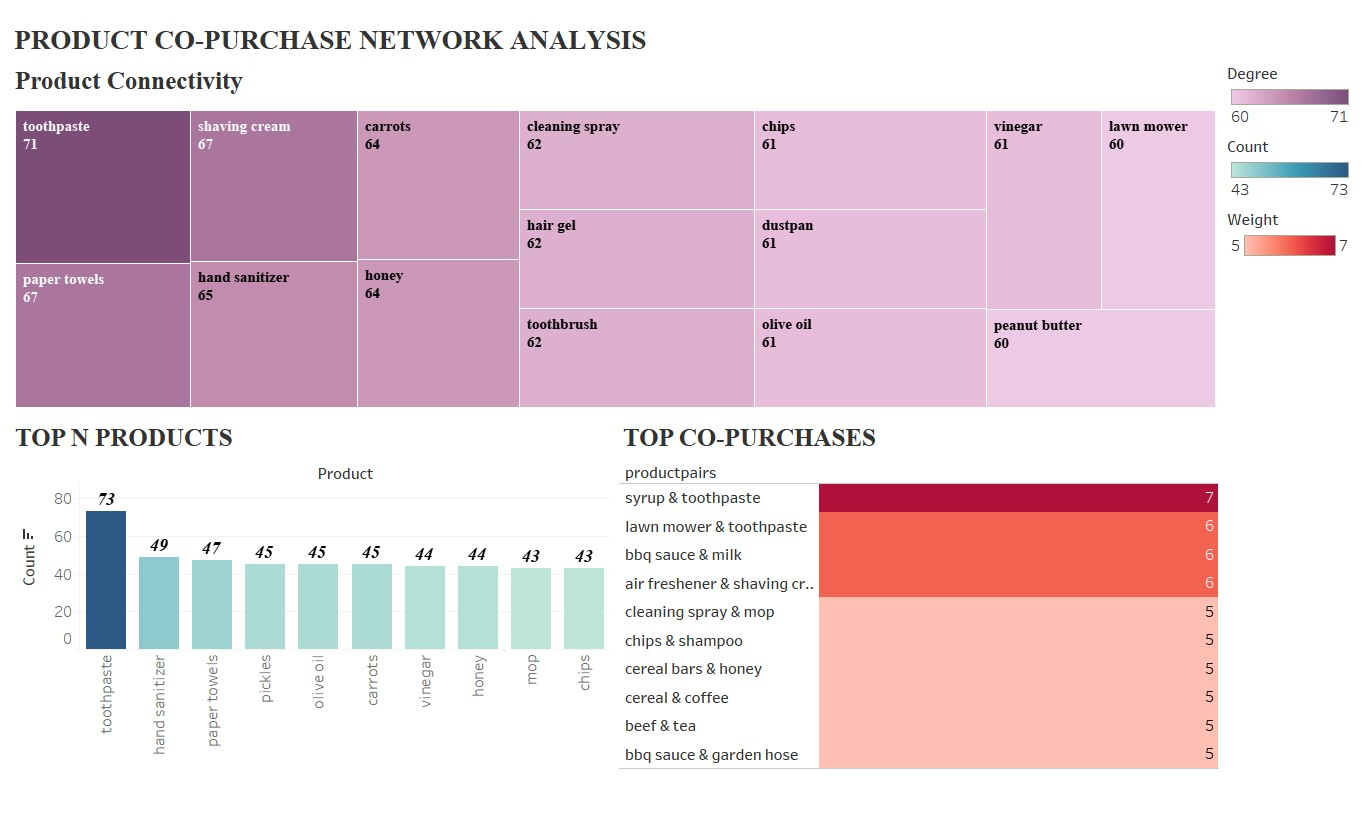 PRODUCT CO-PURCHASE NETWORK ANALYSIS
Product Connectivity
toothpaste
71
paper towels
67
shaving cream
67
hand sanitizer
65
carrots
64
honey
64
cleaning spray
62
hair gel
62
toothbrush
62
chips
61
dustpan
61
olive oil
61
vinegar
61
lawn mower
60
peanut butter
60
Degree
60 71
Count
43 73
Weight
5 7
TOP N PRODUCTS
Product
Count
80
60
40
20
0
73
49
47
45
45
45
44
44
43
43
toothpaste
hand sanitizer
paper towels
pickles
olive oil
carrots
vinegar
honey
mop
chips
TOP CO-PURCHASES
productpairs
syrup & toothpaste 7
lawn mower & toothpaste 6
bbq sauce & milk 6
air freshener & shaving cr.. 6
cleaning spray & mop 5
chips & shampoo 5
cereal bars & honey 5
cereal & coffee 5
beef & tea 5
bbq sauce & garden hose 5